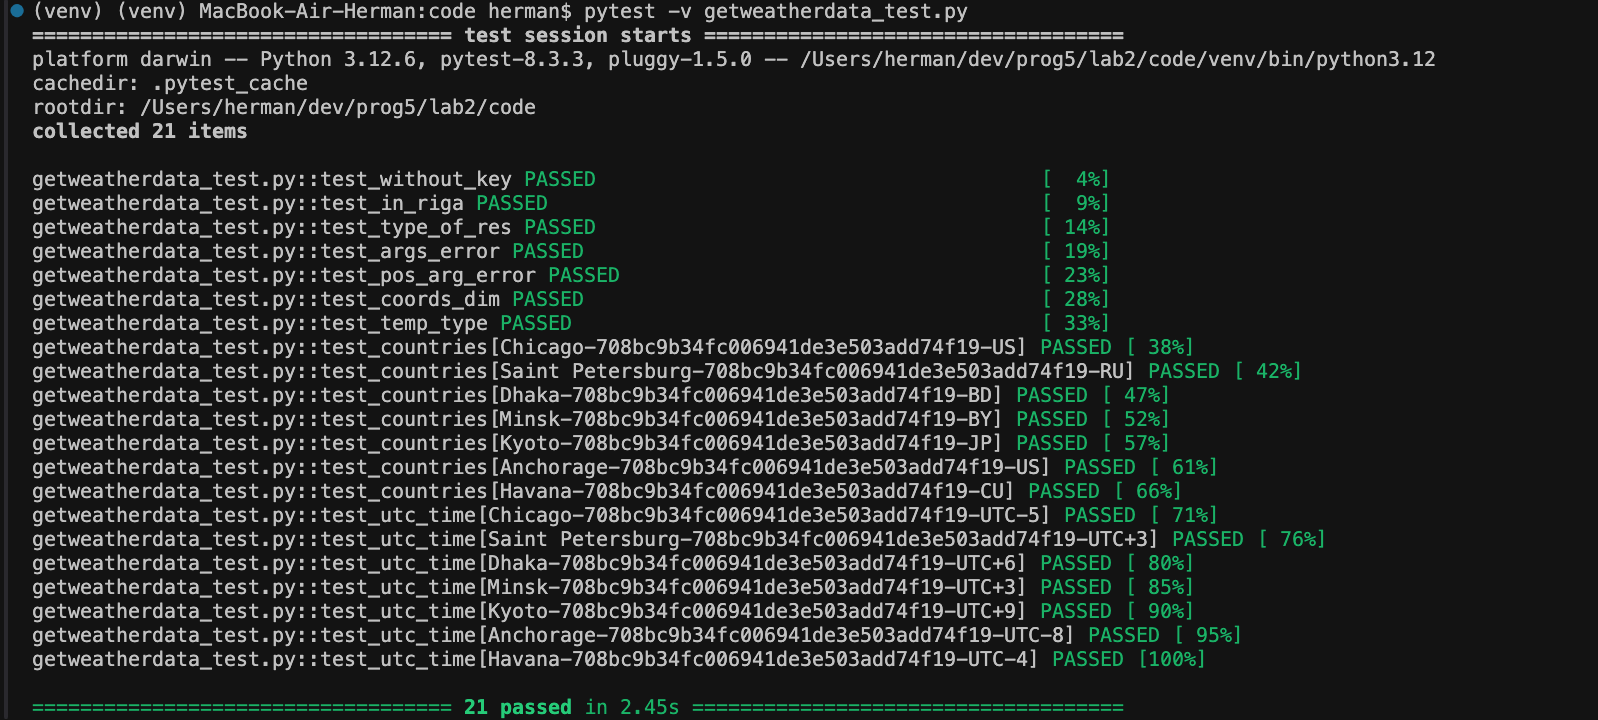 (venv) (venv) MacBook-Air-Herman:code herman$ pytest -v getweatherdata_test.py
=================================== test session starts ===================================
platform darwin -- Python 3.12.6, pytest-8.3.3, pluggy-1.5.0 -- /Users/herman/dev/prog5/lab2/code/venv/bin/python3.12
cachedir: .pytest_cache
rootdir: /Users/herman/dev/prog5/lab2/code
collected 21 items
getweatherdata_test.py::test_without_key PASSED [  4%]
getweatherdata_test.py::test_in_riga PASSED [  9%]
getweatherdata_test.py::test_type_of_res PASSED [ 14%]
getweatherdata_test.py::test_args_error PASSED [ 19%]
getweatherdata_test.py::test_pos_arg_error PASSED [ 23%]
getweatherdata_test.py::test_coords_dim PASSED [ 28%]
getweatherdata_test.py::test_temp_type PASSED [ 33%]
getweatherdata_test.py::test_countries[Chicago-708bc9b34fc006941de3e503add74f19-US] PASSED [ 38%]
getweatherdata_test.py::test_countries[Saint Petersburg-708bc9b34fc006941de3e503add74f19-RU] PASSED [ 42%]
getweatherdata_test.py::test_countries[Dhaka-708bc9b34fc006941de3e503add74f19-BD] PASSED [ 47%]
getweatherdata_test.py::test_countries[Minsk-708bc9b34fc006941de3e503add74f19-BY] PASSED [ 52%]
getweatherdata_test.py::test_countries[Kyoto-708bc9b34fc006941de3e503add74f19-JP] PASSED [ 57%]
getweatherdata_test.py::test_countries[Anchorage-708bc9b34fc006941de3e503add74f19-US] PASSED [ 61%]
getweatherdata_test.py::test_countries[Havana-708bc9b34fc006941de3e503add74f19-CU] PASSED [ 66%]
getweatherdata_test.py::test_utc_time[Chicago-708bc9b34fc006941de3e503add74f19-UTC-5] PASSED [ 71%]
getweatherdata_test.py::test_utc_time[Saint Petersburg-708bc9b34fc006941de3e503add74f19-UTC+3] PASSED [ 76%]
getweatherdata_test.py::test_utc_time[Dhaka-708bc9b34fc006941de3e503add74f19-UTC+6] PASSED [ 80%]
getweatherdata_test.py::test_utc_time[Minsk-708bc9b34fc006941de3e503add74f19-UTC+3] PASSED [ 85%]
getweatherdata_test.py::test_utc_time[Kyoto-708bc9b34fc006941de3e503add74f19-UTC+9] PASSED [ 90%]
getweatherdata_test.py::test_utc_time[Anchorage-708bc9b34fc006941de3e503add74f19-UTC-8] PASSED [ 95%]
getweatherdata_test.py::test_utc_time[Havana-708bc9b34fc006941de3e503add74f19-UTC-4] PASSED [100%]
=================================== 21 passed in 2.45s ====================================